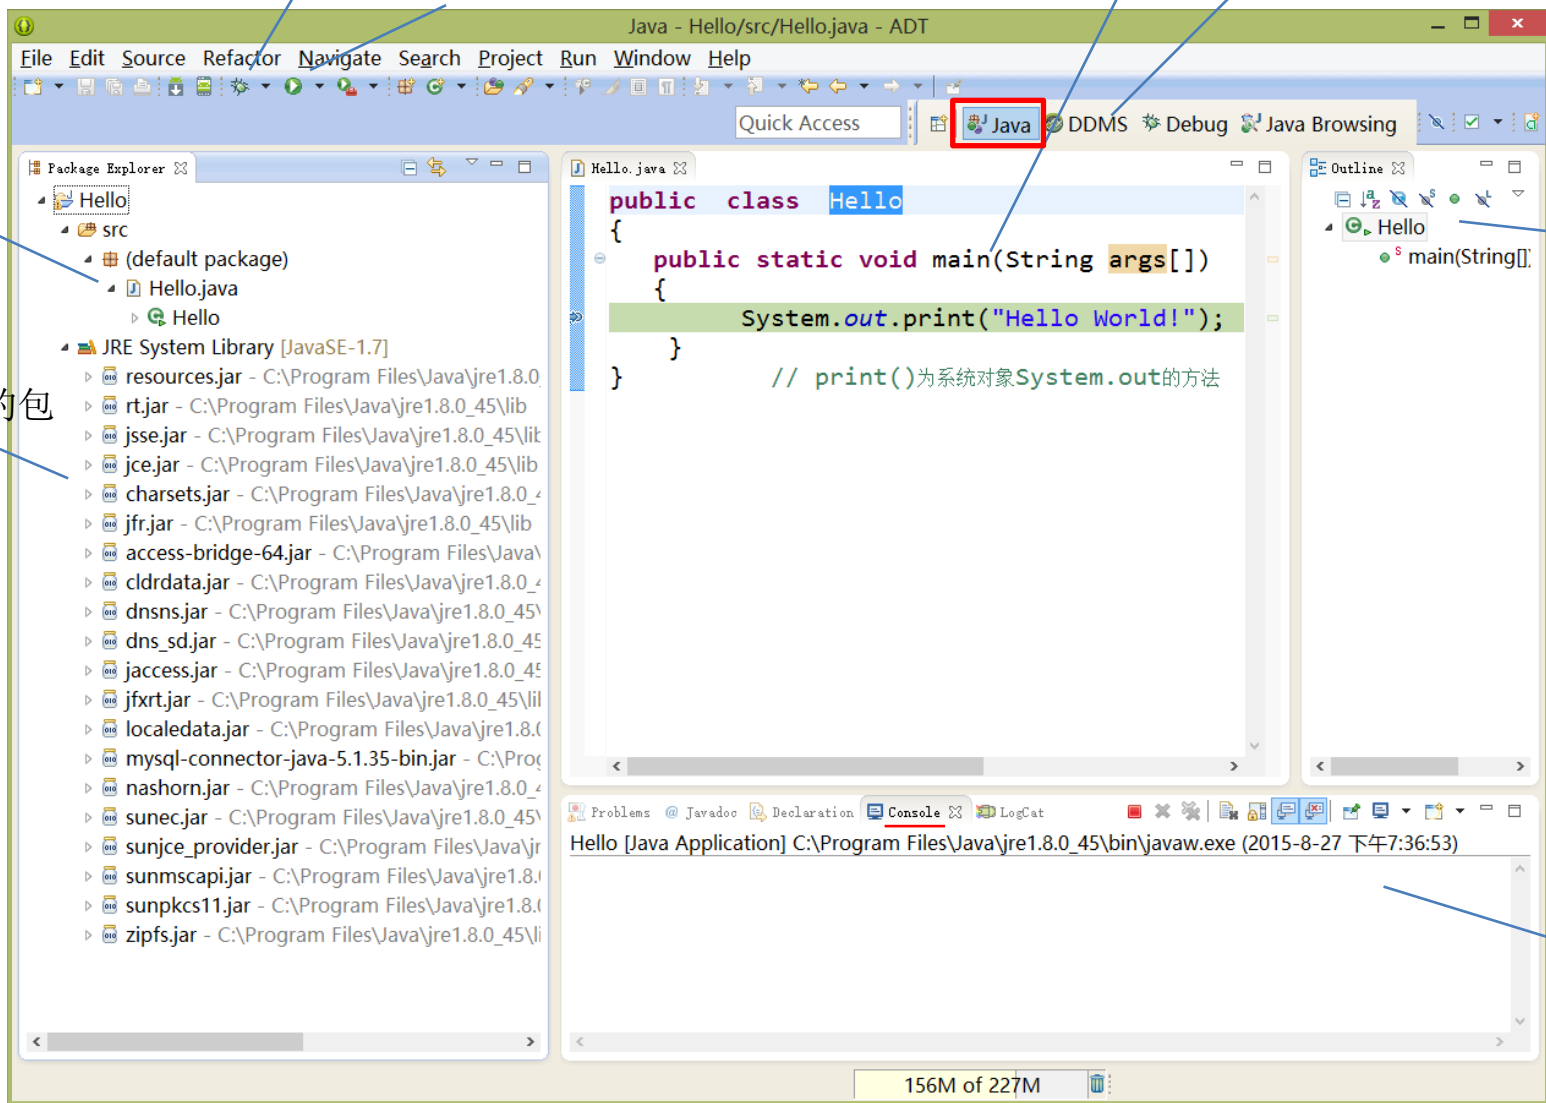 Java - Hello/src/Hello.java - ADT
File Edit Source Refactor Navigate Search Project Run Window Help
Quick Access
Java DDMS Debug Java Browsing
Package Explorer
Hello
src
(default package)
Hello.java
Hello
JRE System Library [JavaSE-1.7]
resources.jar - C:\Program Files\Java\jre1.8.0_
rt.jar - C:\Program Files\Java\jre1.8.0_45\lib
jsse.jar - C:\Program Files\Java\jre1.8.0_45\lib
jce.jar - C:\Program Files\Java\jre1.8.0_45\lib
charsets.jar - C:\Program Files\Java\jre1.8.0_4
jfr.jar - C:\Program Files\Java\jre1.8.0_45\lib
access-bridge-64.jar - C:\Program Files\Java\
cldrdata.jar - C:\Program Files\Java\jre1.8.0_4
dnsns.jar - C:\Program Files\Java\jre1.8.0_45\
dns_sd.jar - C:\Program Files\Java\jre1.8.0_45
jaccess.jar - C:\Program Files\Java\jre1.8.0_45
jfxrt.jar - C:\Program Files\Java\jre1.8.0_45\lil
localedata.jar - C:\Program Files\Java\jre1.8.0
mysql-connector-java-5.1.35-bin.jar - C:\Prog
nashorn.jar - C:\Program Files\Java\jre1.8.0_4
sunec.jar - C:\Program Files\Java\jre1.8.0_45\
sunjce_provider.jar - C:\Program Files\Java\jr
sunmscapi.jar - C:\Program Files\Java\jre1.8.
sunpkcs11.jar - C:\Program Files\Java\jre1.8.0
zipfs.jar - C:\Program Files\Java\jre1.8.0_45\li
的包
Hello.java
public class Hello
{
public static void main(String args[])
{
System.out.print("Hello World!");
}
} // print()为系统对象System.out的方法
Outline
Hello
main(String[])
Problems @ Javadoc Declaration Console LogCat
Hello [Java Application] C:\Program Files\Java\jre1.8.0_45\bin\javaw.exe (2015-8-27 下午7:36:53)
156M of 227M